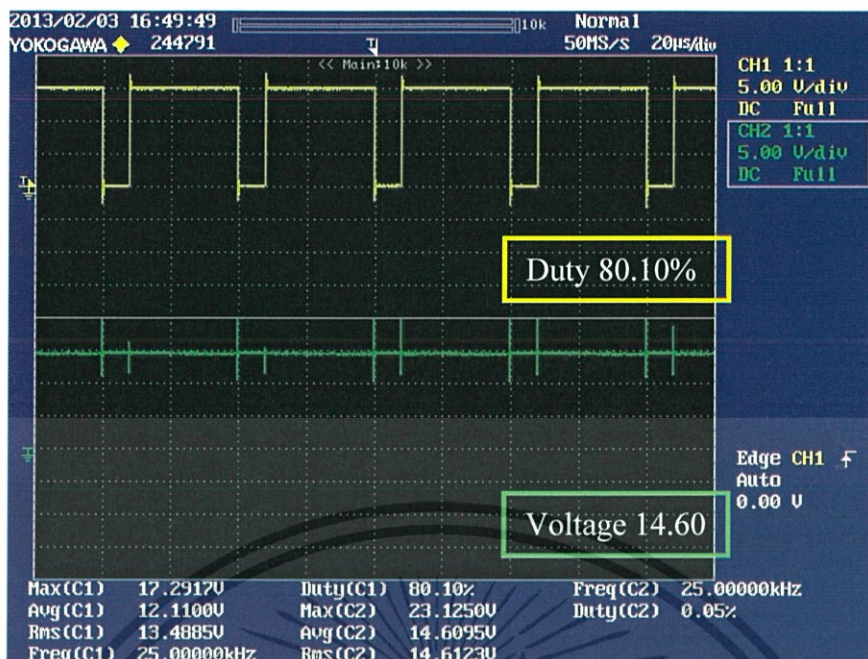 2013/02/03 16:49:49 10k Normal
YOKOGAWA 244791 50MS/s 20µs/div
<< Main:10k >>
CH1 1:1
5.00 V/div
DC Full
CH2 1:1
5.00 V/div
DC Full
Duty 80.10%
Edge CH1
Auto
0.00 V
Voltage 14.60
Max(C1) 17.2917V Duty(C1) 80.10% Freq(C2) 25.00000kHz
Avg(C1) 12.1100V Max(C2) 23.1250V Duty(C2) 0.05%
Rms(C1) 13.4885V Avg(C2) 14.6095V
Freq(C1) 25.00000kHz Rms(C2) 14.6123V